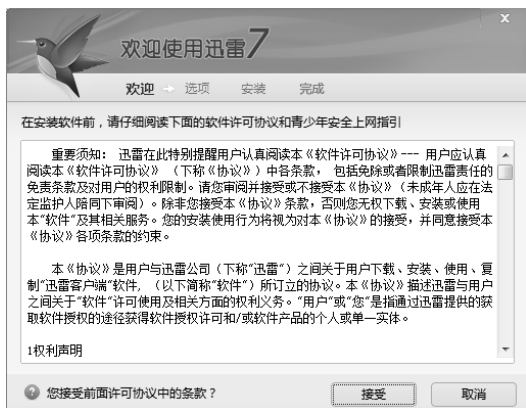 x
欢迎使用迅雷7
欢迎 选项 安装 完成
在安装软件前，请仔细阅读下面的软件许可协议和青少年安全上网指引
重要须知： 迅雷在此特别提醒用户认真阅读本《软件许可协议》--- 用户应认真
阅读本《软件许可协议》（下称《协议》）中各条款， 包括免除或者限制迅雷责任的
免责条款及对用户的权利限制。请您审阅并接受或不接受本《协议》（未成年人应在法
定监护人陪同下审阅）。除非您接受本《协议》条款，否则您无权下载、安装或使用
本"软件"及其相关服务。您的安装使用行为将视为对本《协议》的接受，并同意接受本
《协议》各项条款的约束。
本《协议》是用户与迅雷公司（下称"迅雷"）之间关于用户下载、安装、使用、复
制"迅雷客户端"软件，（以下简称"软件"）所订立的协议。本《协议》描述迅雷与用户
之间关于"软件"许可使用及相关方面的权利义务。"用户"或"您"是指通过迅雷提供的获
取软件授权的途径获得软件授权许可和/或软件产品的个人或单一实体。
1权利声明
您接受前面许可协议中的条款？ 接受 取消